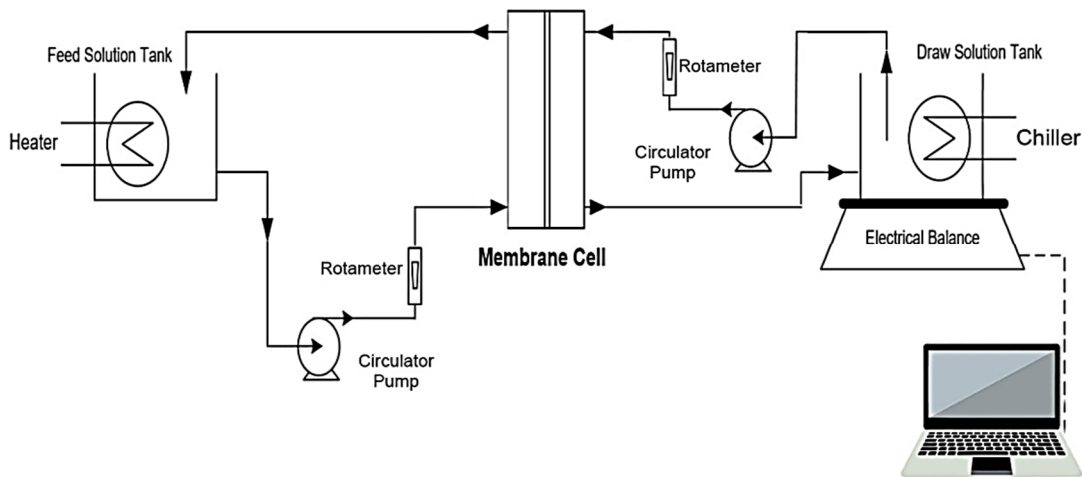 Feed Solution Tank
Heater
Rotameter
Circulator
Pump
Membrane Cell
Rotameter
Circulator
Pump
Draw Solution Tank
Chiller
Electrical Balance